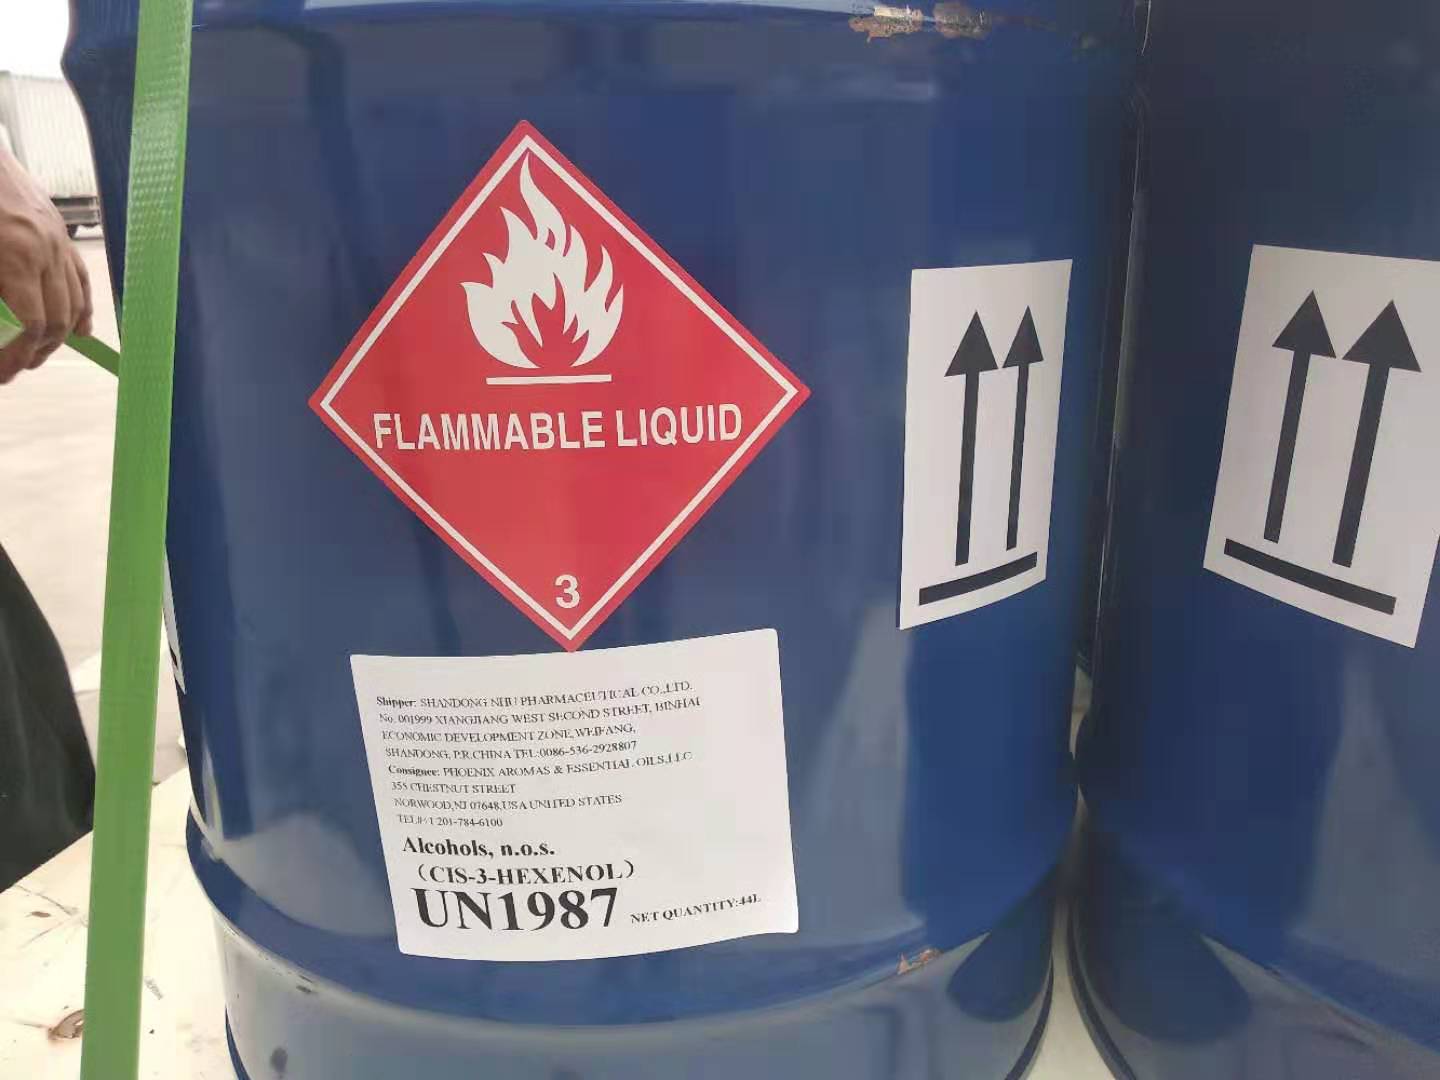 FLAMMABLE LIQUID
3
Shipper: SHANDONG NHU PHARMACEUTICAL CO.,LTD.
No. 001999 XIANGJIANG WEST SECOND STREET, BINHAI
ECONOMIC DEVELOPMENT ZONE, WEIFANG,
SHANDONG, P.R.CHINA TEL:0086-536-2928807
Consignee: PHOENIX AROMAS & ESSENTIAL OILS,LLC
355 CHESTNUT STREET
NORWOOD,NJ 07648,USA UNITED STATES
TEL#:1 201-784-6100
Alcohols, n.o.s.
(CIS-3-HEXENOL)
UN1987 NET QUANTITY:44L